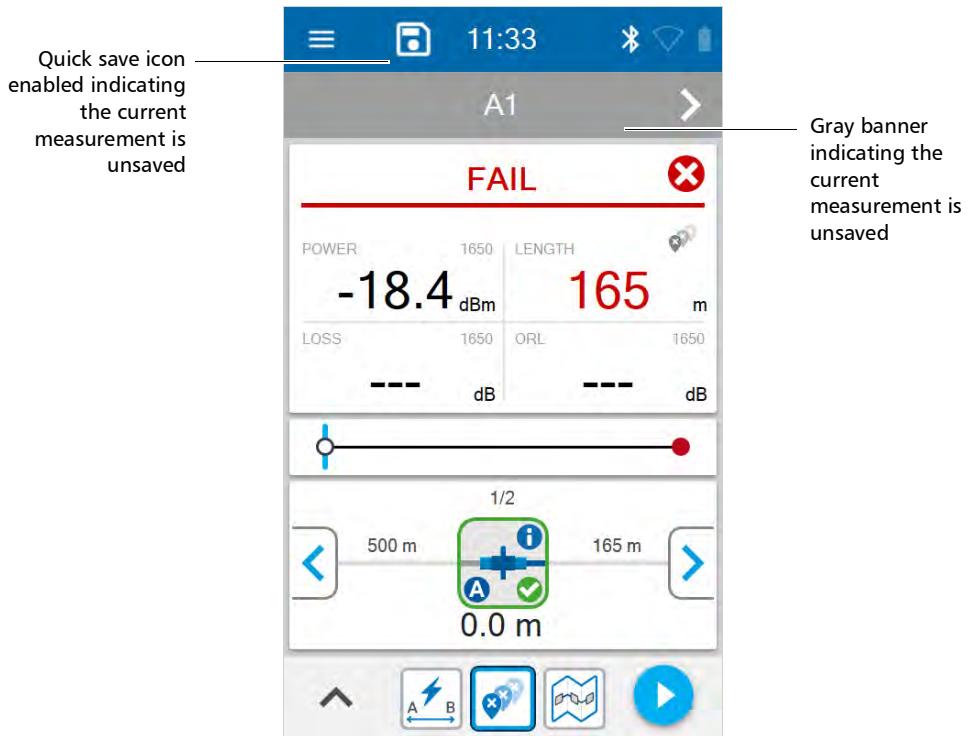 Quick save icon
enabled indicating
the current
measurement is
unsaved
11:33
A1
Gray banner
indicating the
current
measurement is
unsaved
FAIL
POWER 1650 LENGTH
-18.4 dBm 165 m
LOSS 1650 ORL 1650
--- dB --- dB
1/2
500 m 165 m
i
A
0.0 m
A B